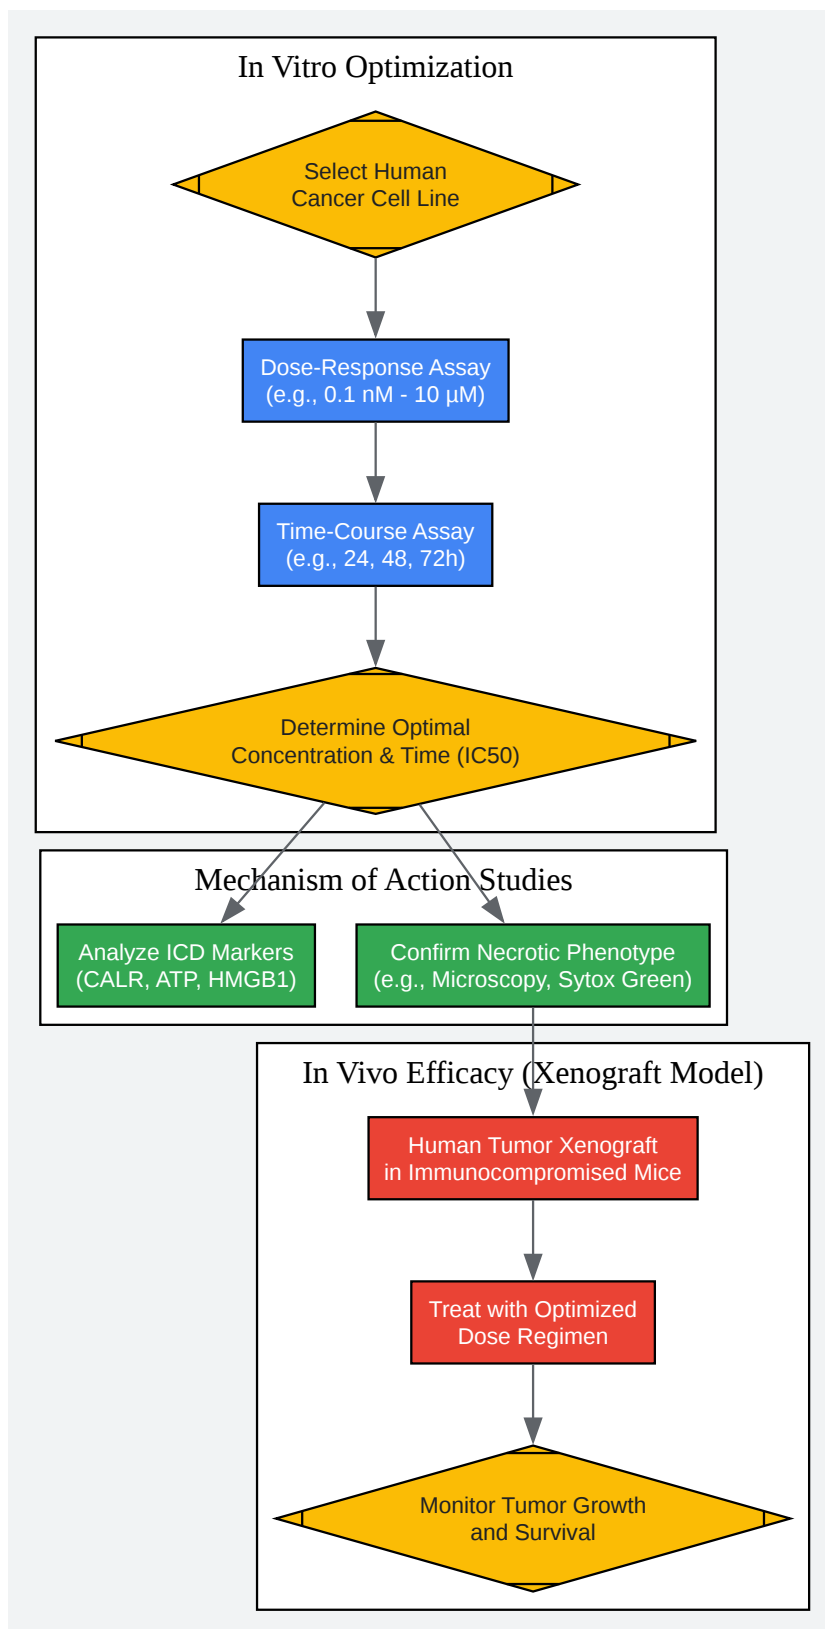 In Vitro Optimization
Select Human
Cancer Cell Line
Dose-Response Assay
(e.g., 0.1 nM - 10 µM)
Time-Course Assay
(e.g., 24, 48, 72h)
Determine Optimal
Concentration & Time (IC50)
Mechanism of Action Studies
Analyze ICD Markers
(CALR, ATP, HMGB1)
Confirm Necrotic Phenotype
(e.g., Microscopy, Sytox Green)
In Vivo Efficacy (Xenograft Model)
Human Tumor Xenograft
in Immunocompromised Mice
Treat with Optimized
Dose Regimen
Monitor Tumor Growth
and Survival